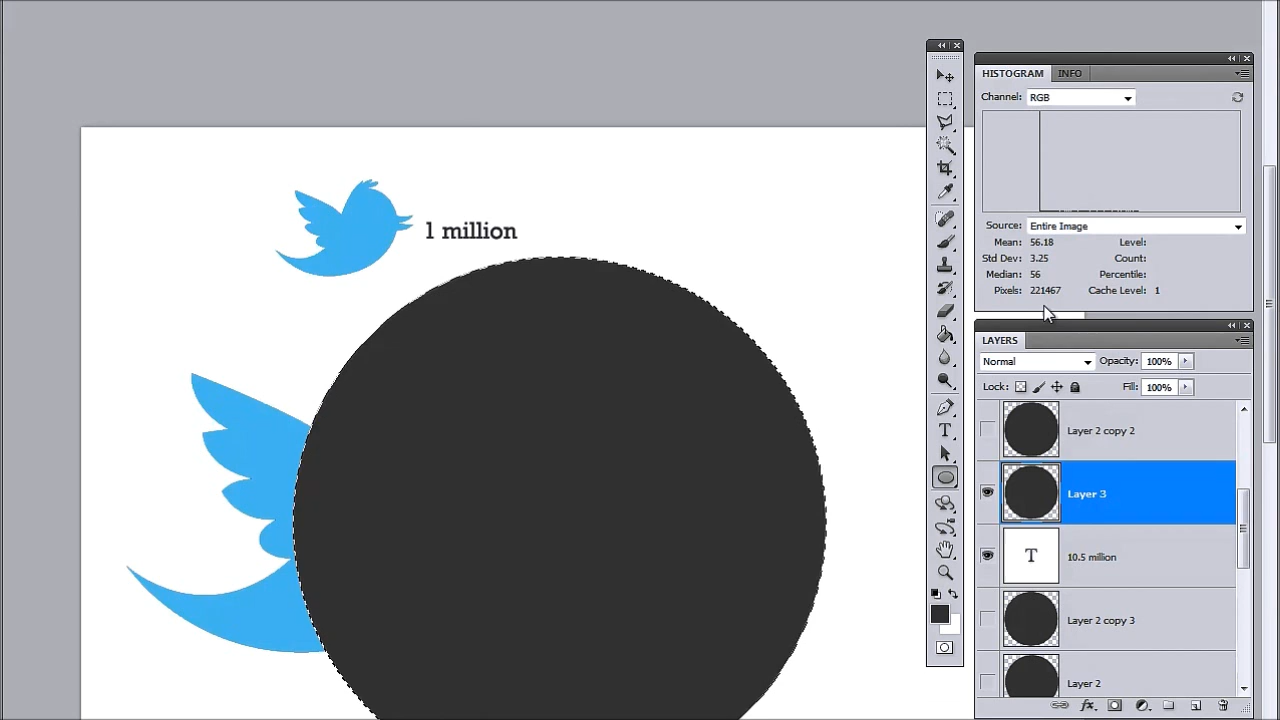 1 million
HISTOGRAM INFO
Channel: RGB
Source: Entire Image
Mean: 56.18 Level:
Std Dev: 3.25 Count:
Median: 56 Percentile:
Pixels: 221467 Cache Level: 1
LAYERS
Normal Opacity: 100%
Lock: Fill: 100%
Layer 2 copy 2
Layer 3
T 10.5 million
Layer 2 copy 3
Layer 2
T
fx